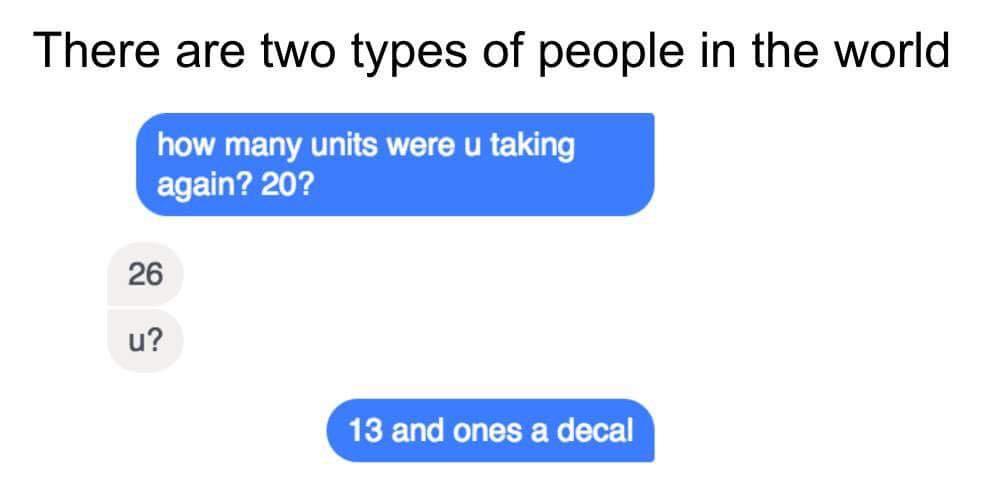 There are two types of people in the world
how many units were u taking
again? 20?
26
u?
13 and ones a decal